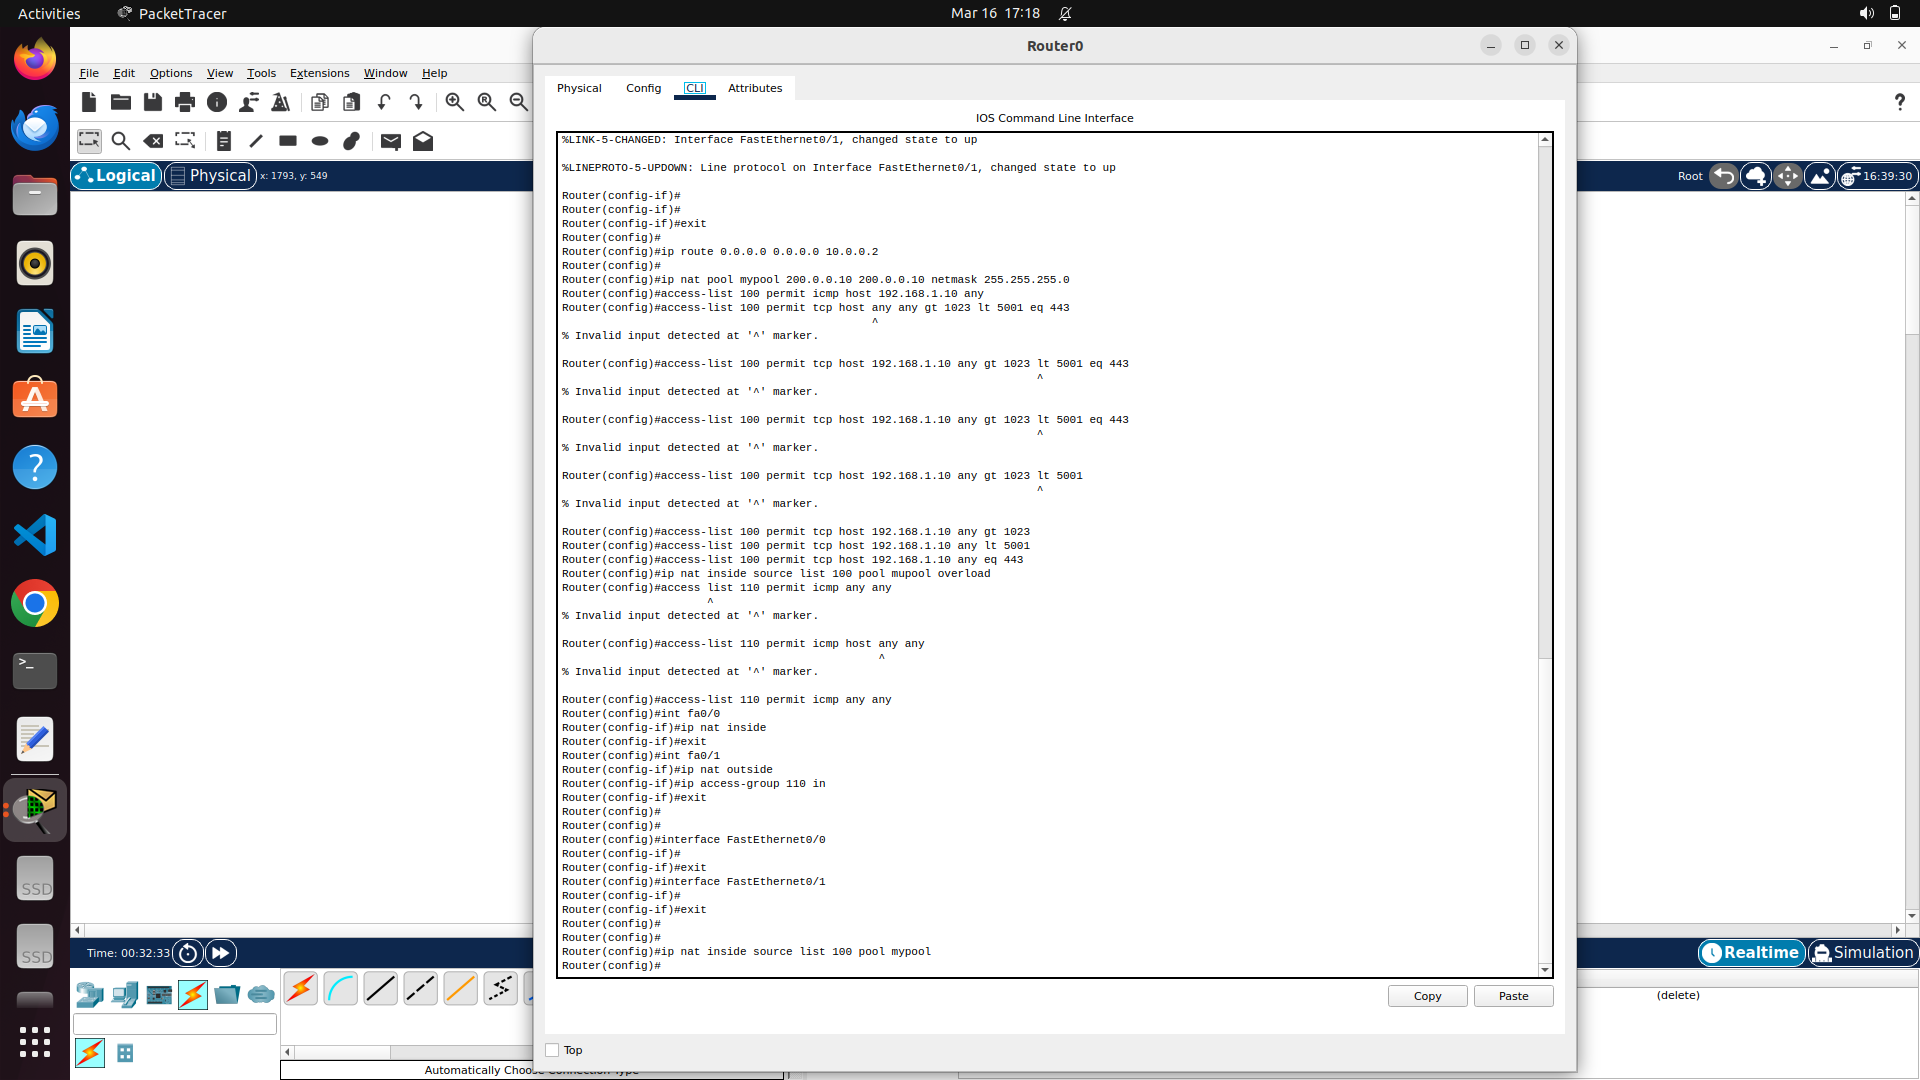 Activities
PacketTracer
Mar 16 17:18
Router0
File Edit Options View Tools Extensions Window Help
Physical Config CLI Attributes
IOS Command Line Interface
Logical
Physical
x: 1793, y: 549
Root
16:39:30
%LINK-5-CHANGED: Interface FastEthernet0/1, changed state to up
%LINEPROTO-5-UPDOWN: Line protocol on Interface FastEthernet0/1, changed state to up
Router(config-if)#
Router(config-if)#
Router(config-if)#exit
Router(config)#
Router(config)#ip route 0.0.0.0 0.0.0.0 10.0.0.2
Router(config)#
Router(config)#ip nat pool mypool 200.0.0.10 200.0.0.10 netmask 255.255.255.0
Router(config)#access-list 100 permit icmp host 192.168.1.10 any
Router(config)#access-list 100 permit tcp host any any gt 1023 lt 5001 eq 443
^
% Invalid input detected at '^' marker.
Router(config)#access-list 100 permit tcp host 192.168.1.10 any gt 1023 lt 5001 eq 443
^
% Invalid input detected at '^' marker.
Router(config)#access-list 100 permit tcp host 192.168.1.10 any gt 1023 lt 5001 eq 443
^
% Invalid input detected at '^' marker.
Router(config)#access-list 100 permit tcp host 192.168.1.10 any gt 1023 lt 5001
^
% Invalid input detected at '^' marker.
Router(config)#access-list 100 permit tcp host 192.168.1.10 any gt 1023
Router(config)#access-list 100 permit tcp host 192.168.1.10 any lt 5001
Router(config)#access-list 100 permit tcp host 192.168.1.10 any eq 443
Router(config)#ip nat inside source list 100 pool mupool overload
Router(config)#access list 110 permit icmp any any
^
% Invalid input detected at '^' marker.
Router(config)#access-list 110 permit icmp host any any
^
% Invalid input detected at '^' marker.
Router(config)#access-list 110 permit icmp any any
Router(config)#int fa0/0
Router(config-if)#ip nat inside
Router(config-if)#exit
Router(config)#int fa0/1
Router(config-if)#ip nat outside
Router(config-if)#ip access-group 110 in
Router(config-if)#exit
Router(config)#
Router(config)#
Router(config)#interface FastEthernet0/0
Router(config-if)#
Router(config-if)#exit
Router(config)#interface FastEthernet0/1
Router(config-if)#
Router(config-if)#exit
Router(config)#
Router(config)#
Router(config)#ip nat inside source list 100 pool mypool
Router(config)#
Copy
Paste
Top
SSD
SSD
Time: 00:32:33
Realtime
Simulation
(delete)
Automatically Choose Connection Type